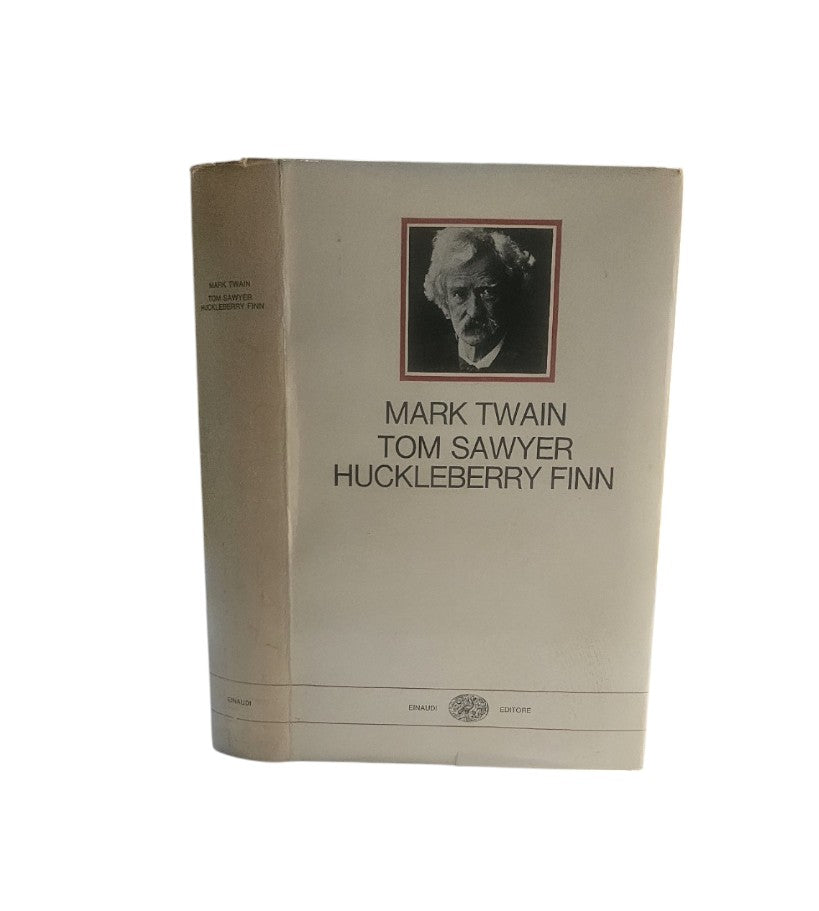 MARK TWAIN
TOM SAWYER
HUCKLEBERRY FINN
EINAUDI
MARK TWAIN
TOM SAWYER
HUCKLEBERRY FINN
EINAUDI EDITORE